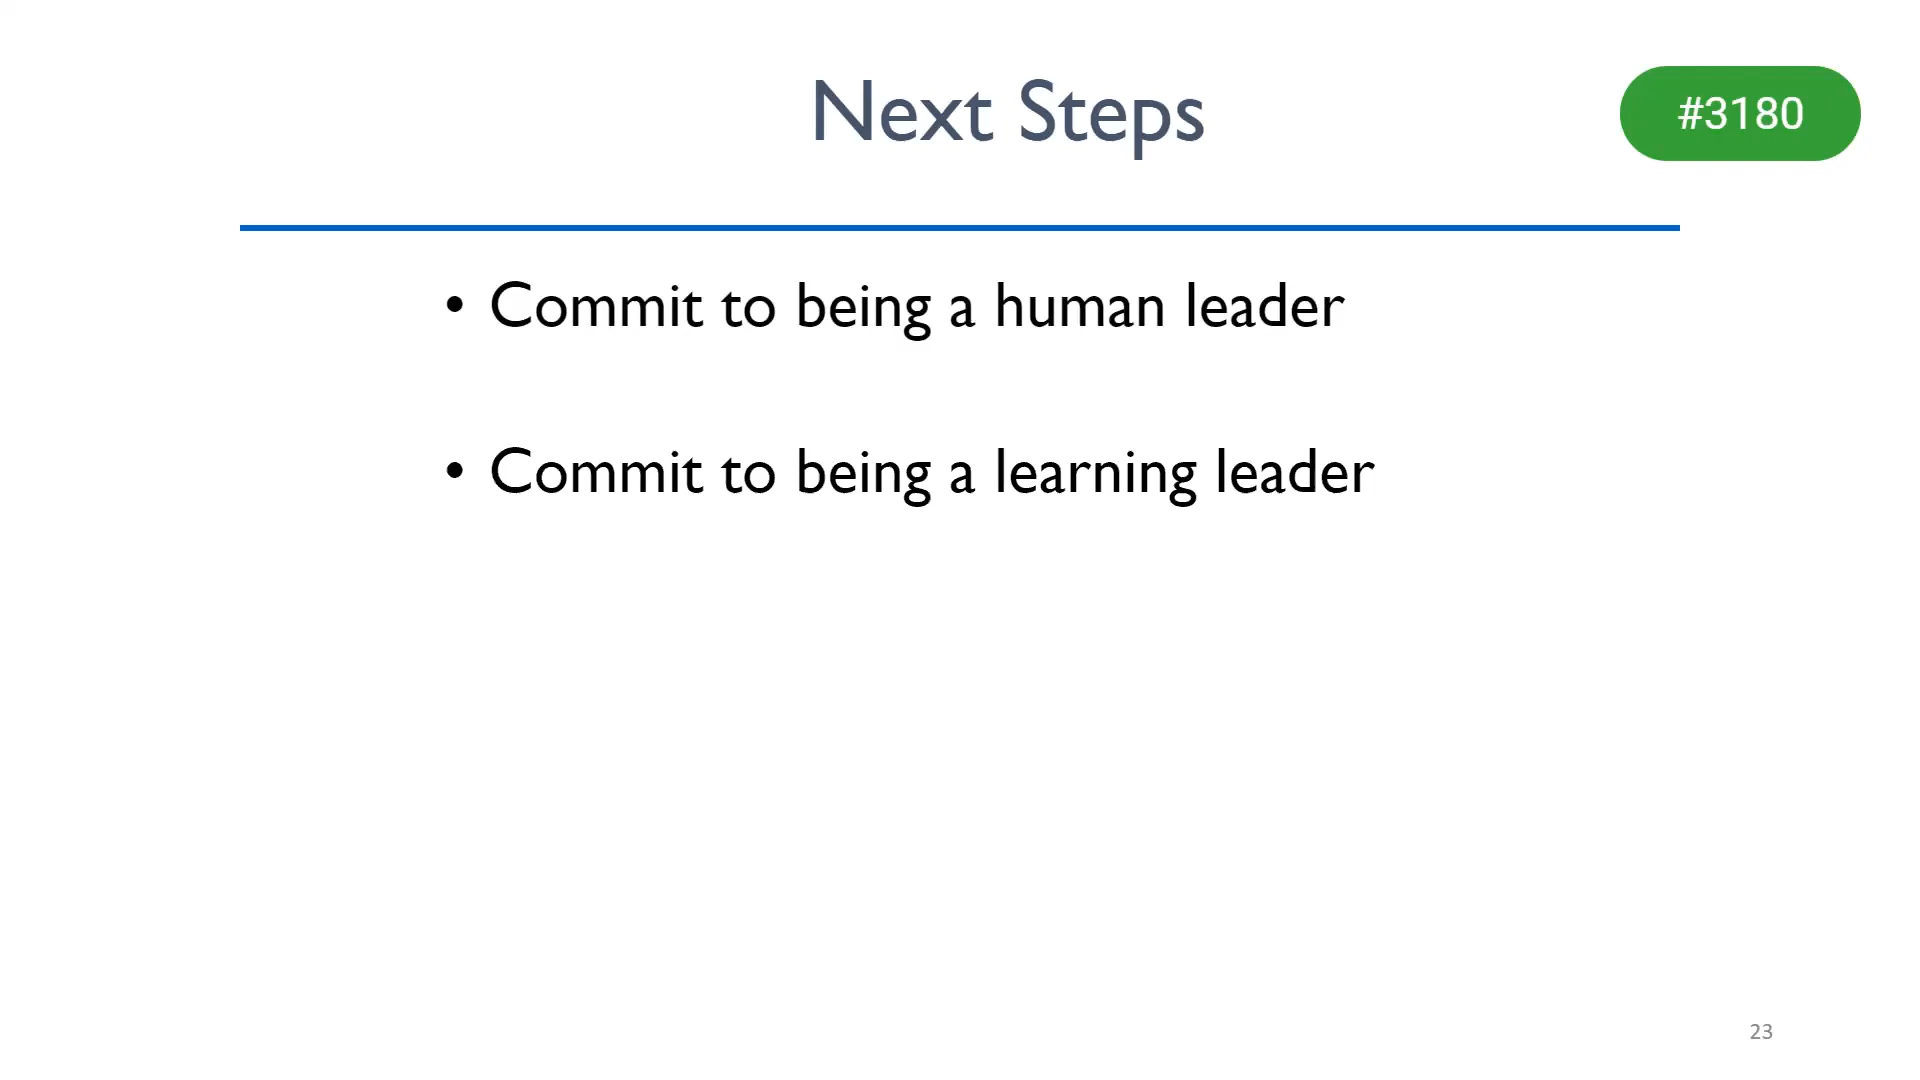 Next Steps
#3180
• Commit to being a human leader
• Commit to being a learning leader
23